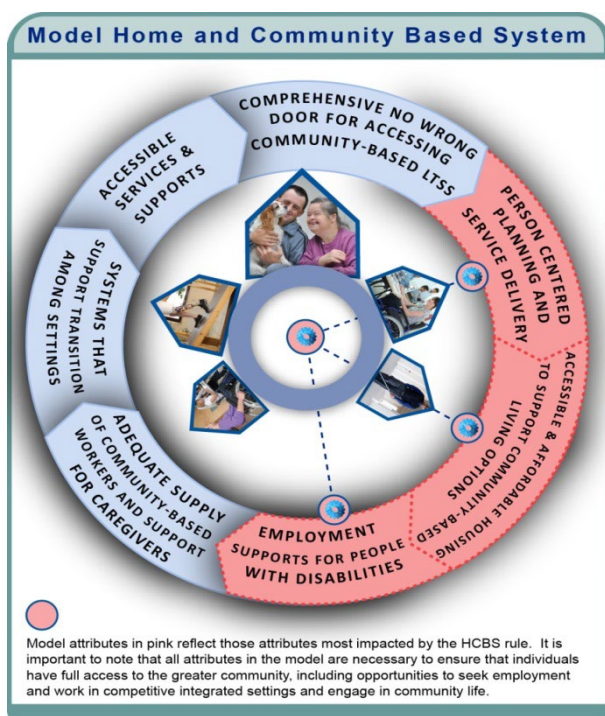 Model Home and Community Based System
COMPREHENSIVE NO WRONG
DOOR FOR ACCESSING
COMMUNITY-BASED LTSS
PERSON CENTERED
PLANNING AND
SERVICE DELIVERY
ACCESSIBLE & AFFORDABLE HOUSING
TO SUPPORT COMMUNITY-BASED
LIVING OPTIONS
EMPLOYMENT
SUPPORTS FOR PEOPLE
WITH DISABILITIES
ADEQUATE SUPPLY
OF COMMUNITY-BASED
WORKERS AND SUPPORT
FOR CAREGIVERS
SYSTEMS THAT
SUPPORT TRANSITION
AMONG SETTINGS
ACCESSIBLE
SERVICES &
SUPPORTS
Model attributes in pink reflect those attributes most impacted by the HCBS rule. It is
important to note that all attributes in the model are necessary to ensure that individuals
have full access to the greater community, including opportunities to seek employment
and work in competitive integrated settings and engage in community life.